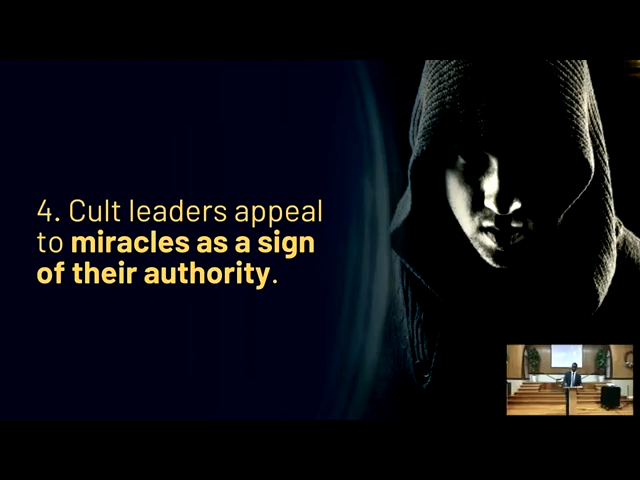 4. Cult leaders appeal
to miracles as a sign
of their authority.